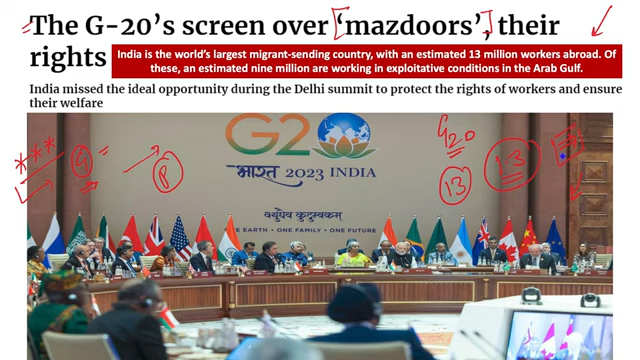 The G-20's screen over 'mazdoors', their
rights
India is the world's largest migrant-sending country, with an estimated 13 million workers abroad. Of
these, an estimated nine million are working in exploitative conditions in the Arab Gulf.
India missed the ideal opportunity during the Delhi summit to protect the rights of workers and ensure
their welfare
G20
भारत 2023 INDIA
वसुधैव कुटुम्बकम्
E EARTH • ONE FAMILY • ONE FUTURE
G20
13
13